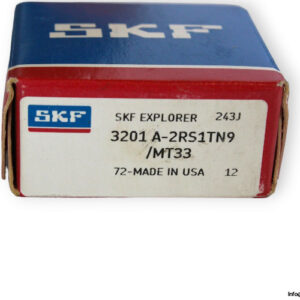 SKF
SKF
SKF EXPLORER 243J
3201 A-2RS1TN9
/MT33
72-MADE IN USA 12